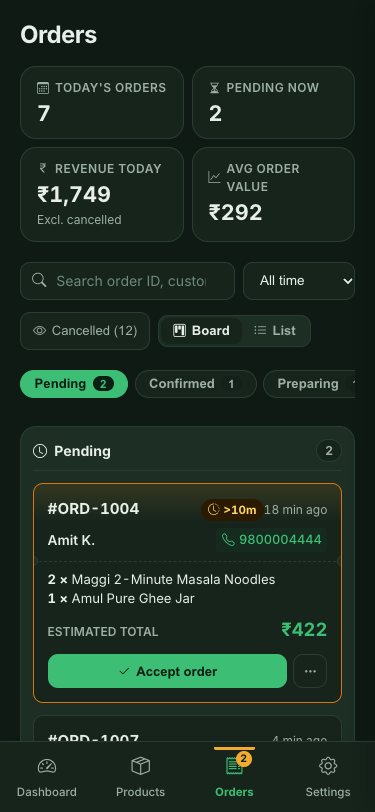 Orders
TODAY'S ORDERS
7
PENDING NOW
2
₹ REVENUE TODAY
₹1,749
Excl. cancelled
AVG ORDER
VALUE
₹292
Search order ID, custo
All time
Cancelled (12)
Board
List
Pending 2
Confirmed 1
Preparing
Pending
2
#ORD-1004
>10m
18 min ago
Amit K.
9800004444
2 × Maggi 2-Minute Masala Noodles
1 × Amul Pure Ghee Jar
ESTIMATED TOTAL
₹422
Accept order
#ORD-1007
4 min ago
2
Dashboard
Products
Orders
Settings